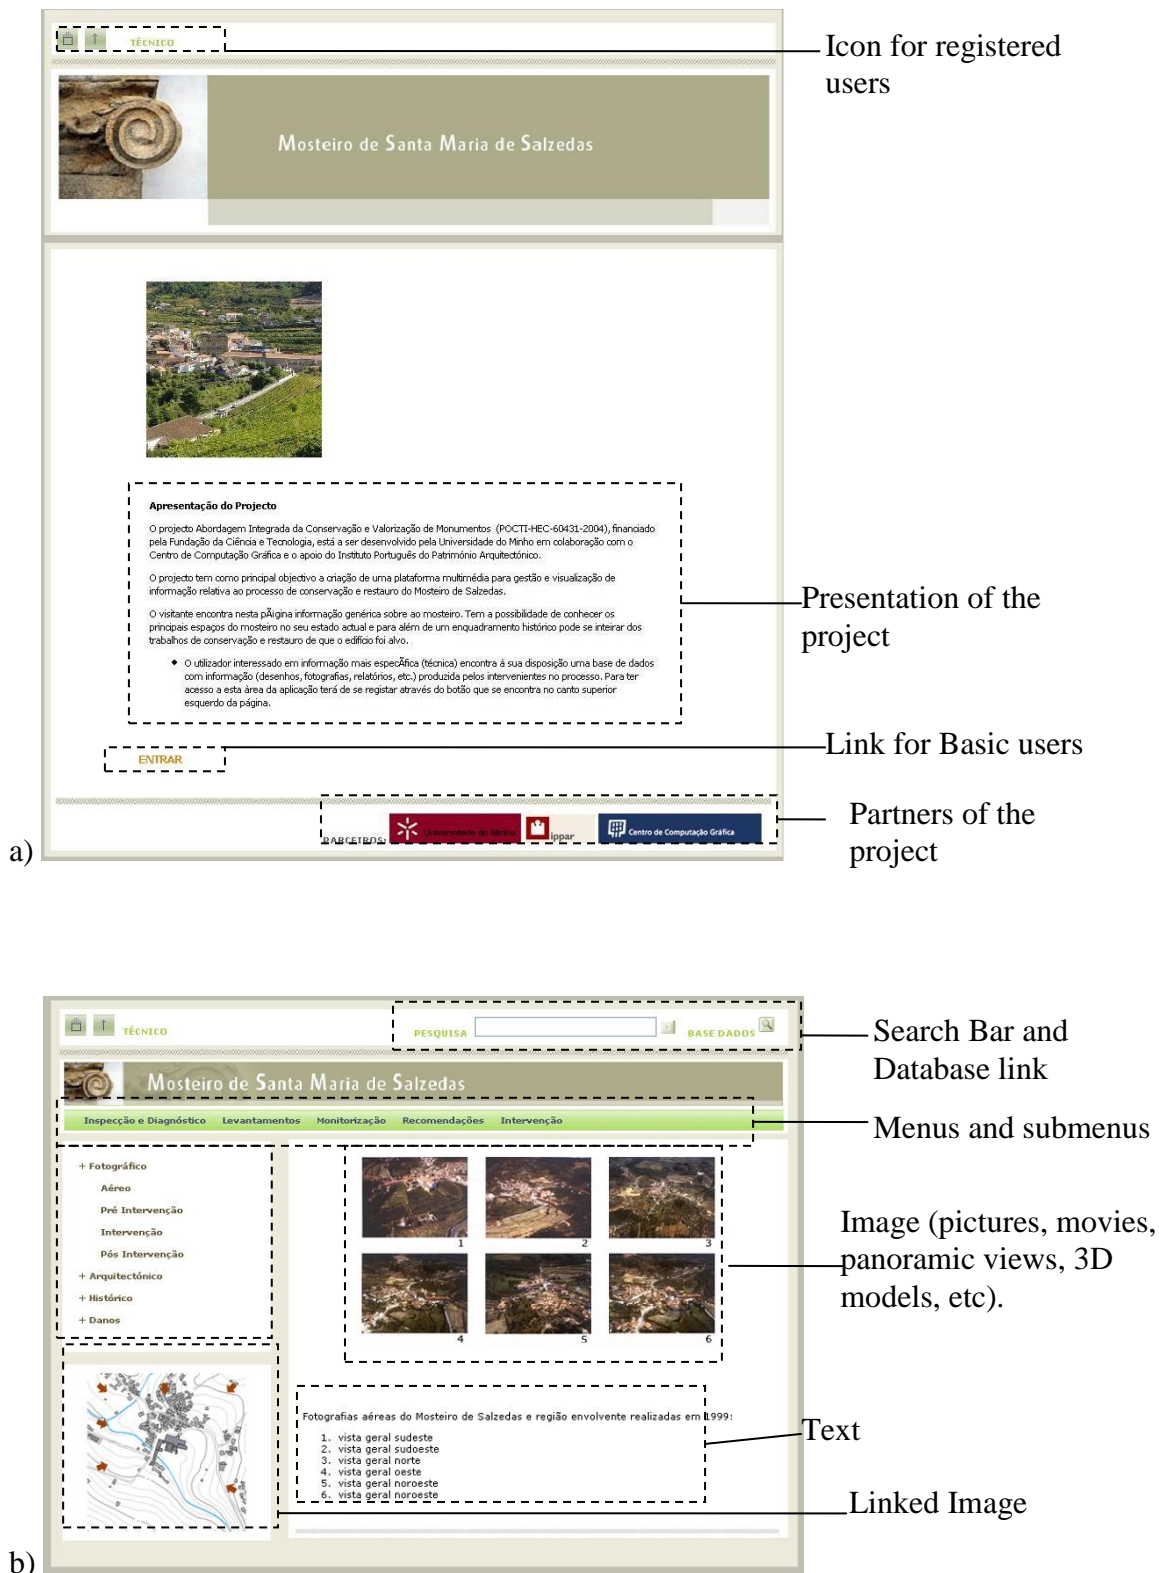 TÉCNICO
Icon for registered
users
Mosteiro de Santa Maria de Salzedas
Apresentação do Projecto
O projecto Abordagem Integrada da Conservação e Valorização de Monumentos (POCTI-HEC-60431-2004), financiado
pela Fundação da Ciência e Tecnologia, está a ser desenvolvido pela Universidade do Minho em colaboração com o
Centro de Computação Gráfica e o apoio do Instituto Português do Património Arquitectónico.
O projecto tem como principal objectivo a criação de uma plataforma multimédia para gestão e visualização de
informação relativa ao processo de conservação e restauro do Mosteiro de Salzedas.
O visitante encontra nesta pÃigina informação genérica sobre ao mosteiro. Tem a possibilidade de conhecer os
principais espaços do mosteiro no seu estado actual e para além de um enquadramento histórico pode se inteirar dos
trabalhos de conservação e restauro de que o edifício foi alvo.
O utilizador interessado em informação mais especÃfica (técnica) encontra á sua disposição uma base de dados
com informação (desenhos, fotografias, relatórios, etc.) produzida pelos intervenientes no processo. Para ter
acesso a esta àrea da aplicação terá de se registar através do botão que se encontra no canto superior
esquerdo da página.
Presentation of the
project
ENTRAR
Link for Basic users
PARCEIROS:
Universidade do Minho
ippar
Centro de Computação Gráfica
Partners of the
project
a)
TÉCNICO
PESQUISA
BASE DADOS
Search Bar and
Database link
Mosteiro de Santa Maria de Salzedas
Inspecção e Diagnóstico Levantamentos Monitorização Recomendações Intervenção
Menus and submenus
+ Fotográfico
Aéreo
Pré Intervenção
Intervenção
Pós Intervenção
+ Arquitectónico
+ Histórico
+ Danos
1 2 3
4 5 6
Image (pictures, movies,
panoramic views, 3D
models, etc).
Fotografias aéreas do Mosteiro de Salzedas e região envolvente realizadas em 1999:
1. vista geral sudeste
2. vista geral sudoeste
3. vista geral norte
4. vista geral oeste
5. vista geral noroeste
6. vista geral noroeste
Text
Linked Image
b)